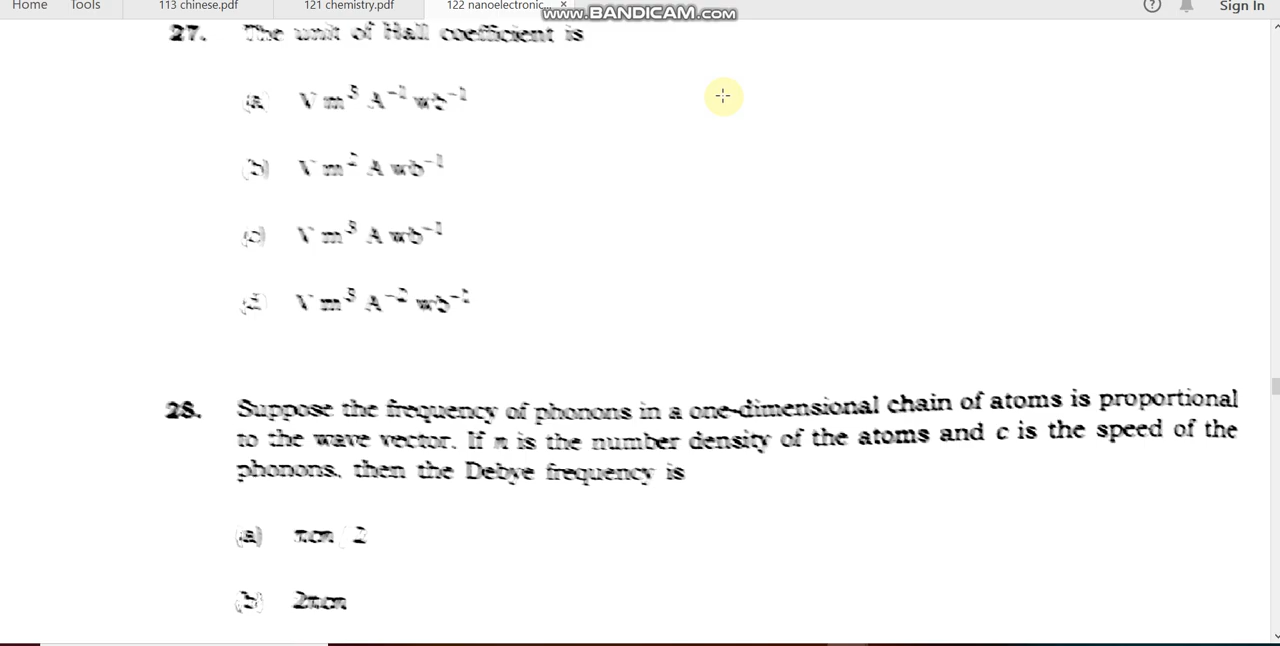 Home Tools 113 chinese.pdf 121 chemistry.pdf 122 nanoelectronic... × ? Sign In
www.BANDICAM.com
27. The unit of Hall coefficient is
(a) V m³ A⁻¹ wb⁻¹
(b) V m² A wb⁻¹
(c) V m³ A wb⁻¹
(d) V m³ A⁻² wb⁻¹
28. Suppose the frequency of phonons in a one-dimensional chain of atoms is proportional
to the wave vector. If n is the number density of the atoms and c is the speed of the
phonons, then the Debye frequency is
(a) πcn / 2
(b) 2πcn